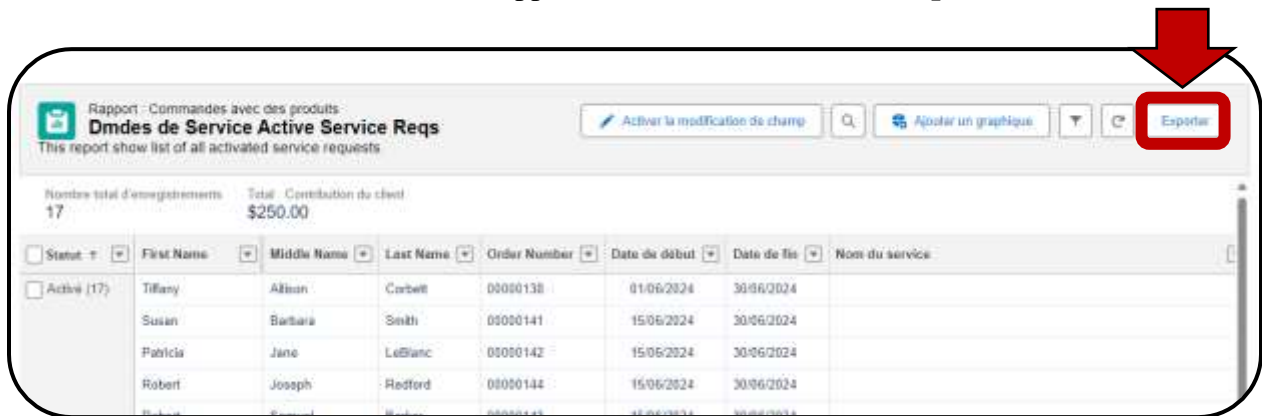 Rapport : Commandes avec des produits
Dmdes de Service Active Service Reqs
This report show list of all activated service requests
Activer la modification de champ
Ajouter un graphique
Exporter
Nombre total d'enregistrements Total : Contribution du client
17 $250.00
Statut ↑ First Name Middle Name Last Name Order Number Date de début Date de fin Nom du service
Activé (17) Tiffany Allison Corbett 00000138 01/06/2024 30/06/2024
Susan Barbara Smith 00000141 15/06/2024 30/06/2024
Patricia Jane LeBlanc 00000142 15/06/2024 30/06/2024
Robert Joseph Redford 00000144 15/06/2024 30/06/2024